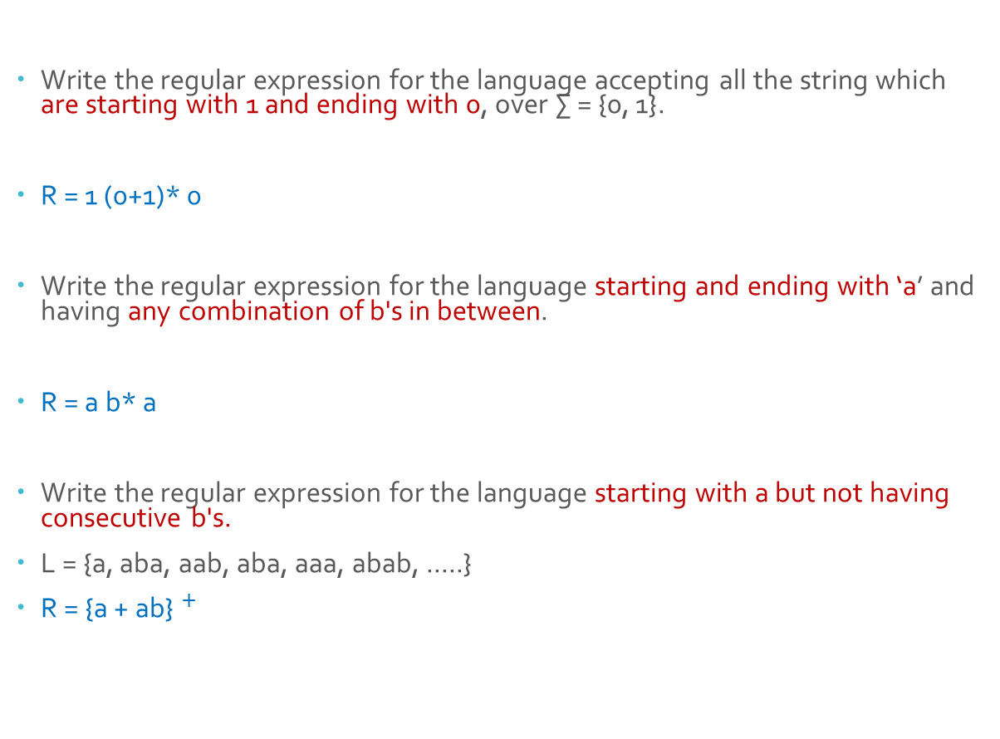 • Write the regular expression for the language accepting all the string which
are starting with 1 and ending with 0, over ∑ = {0, 1}.
• R = 1 (0+1)* 0
• Write the regular expression for the language starting and ending with ‘a’ and
having any combination of b's in between.
• R = a b* a
• Write the regular expression for the language starting with a but not having
consecutive b's.
• L = {a, aba, aab, aba, aaa, abab, .....}
• R = {a + ab} +